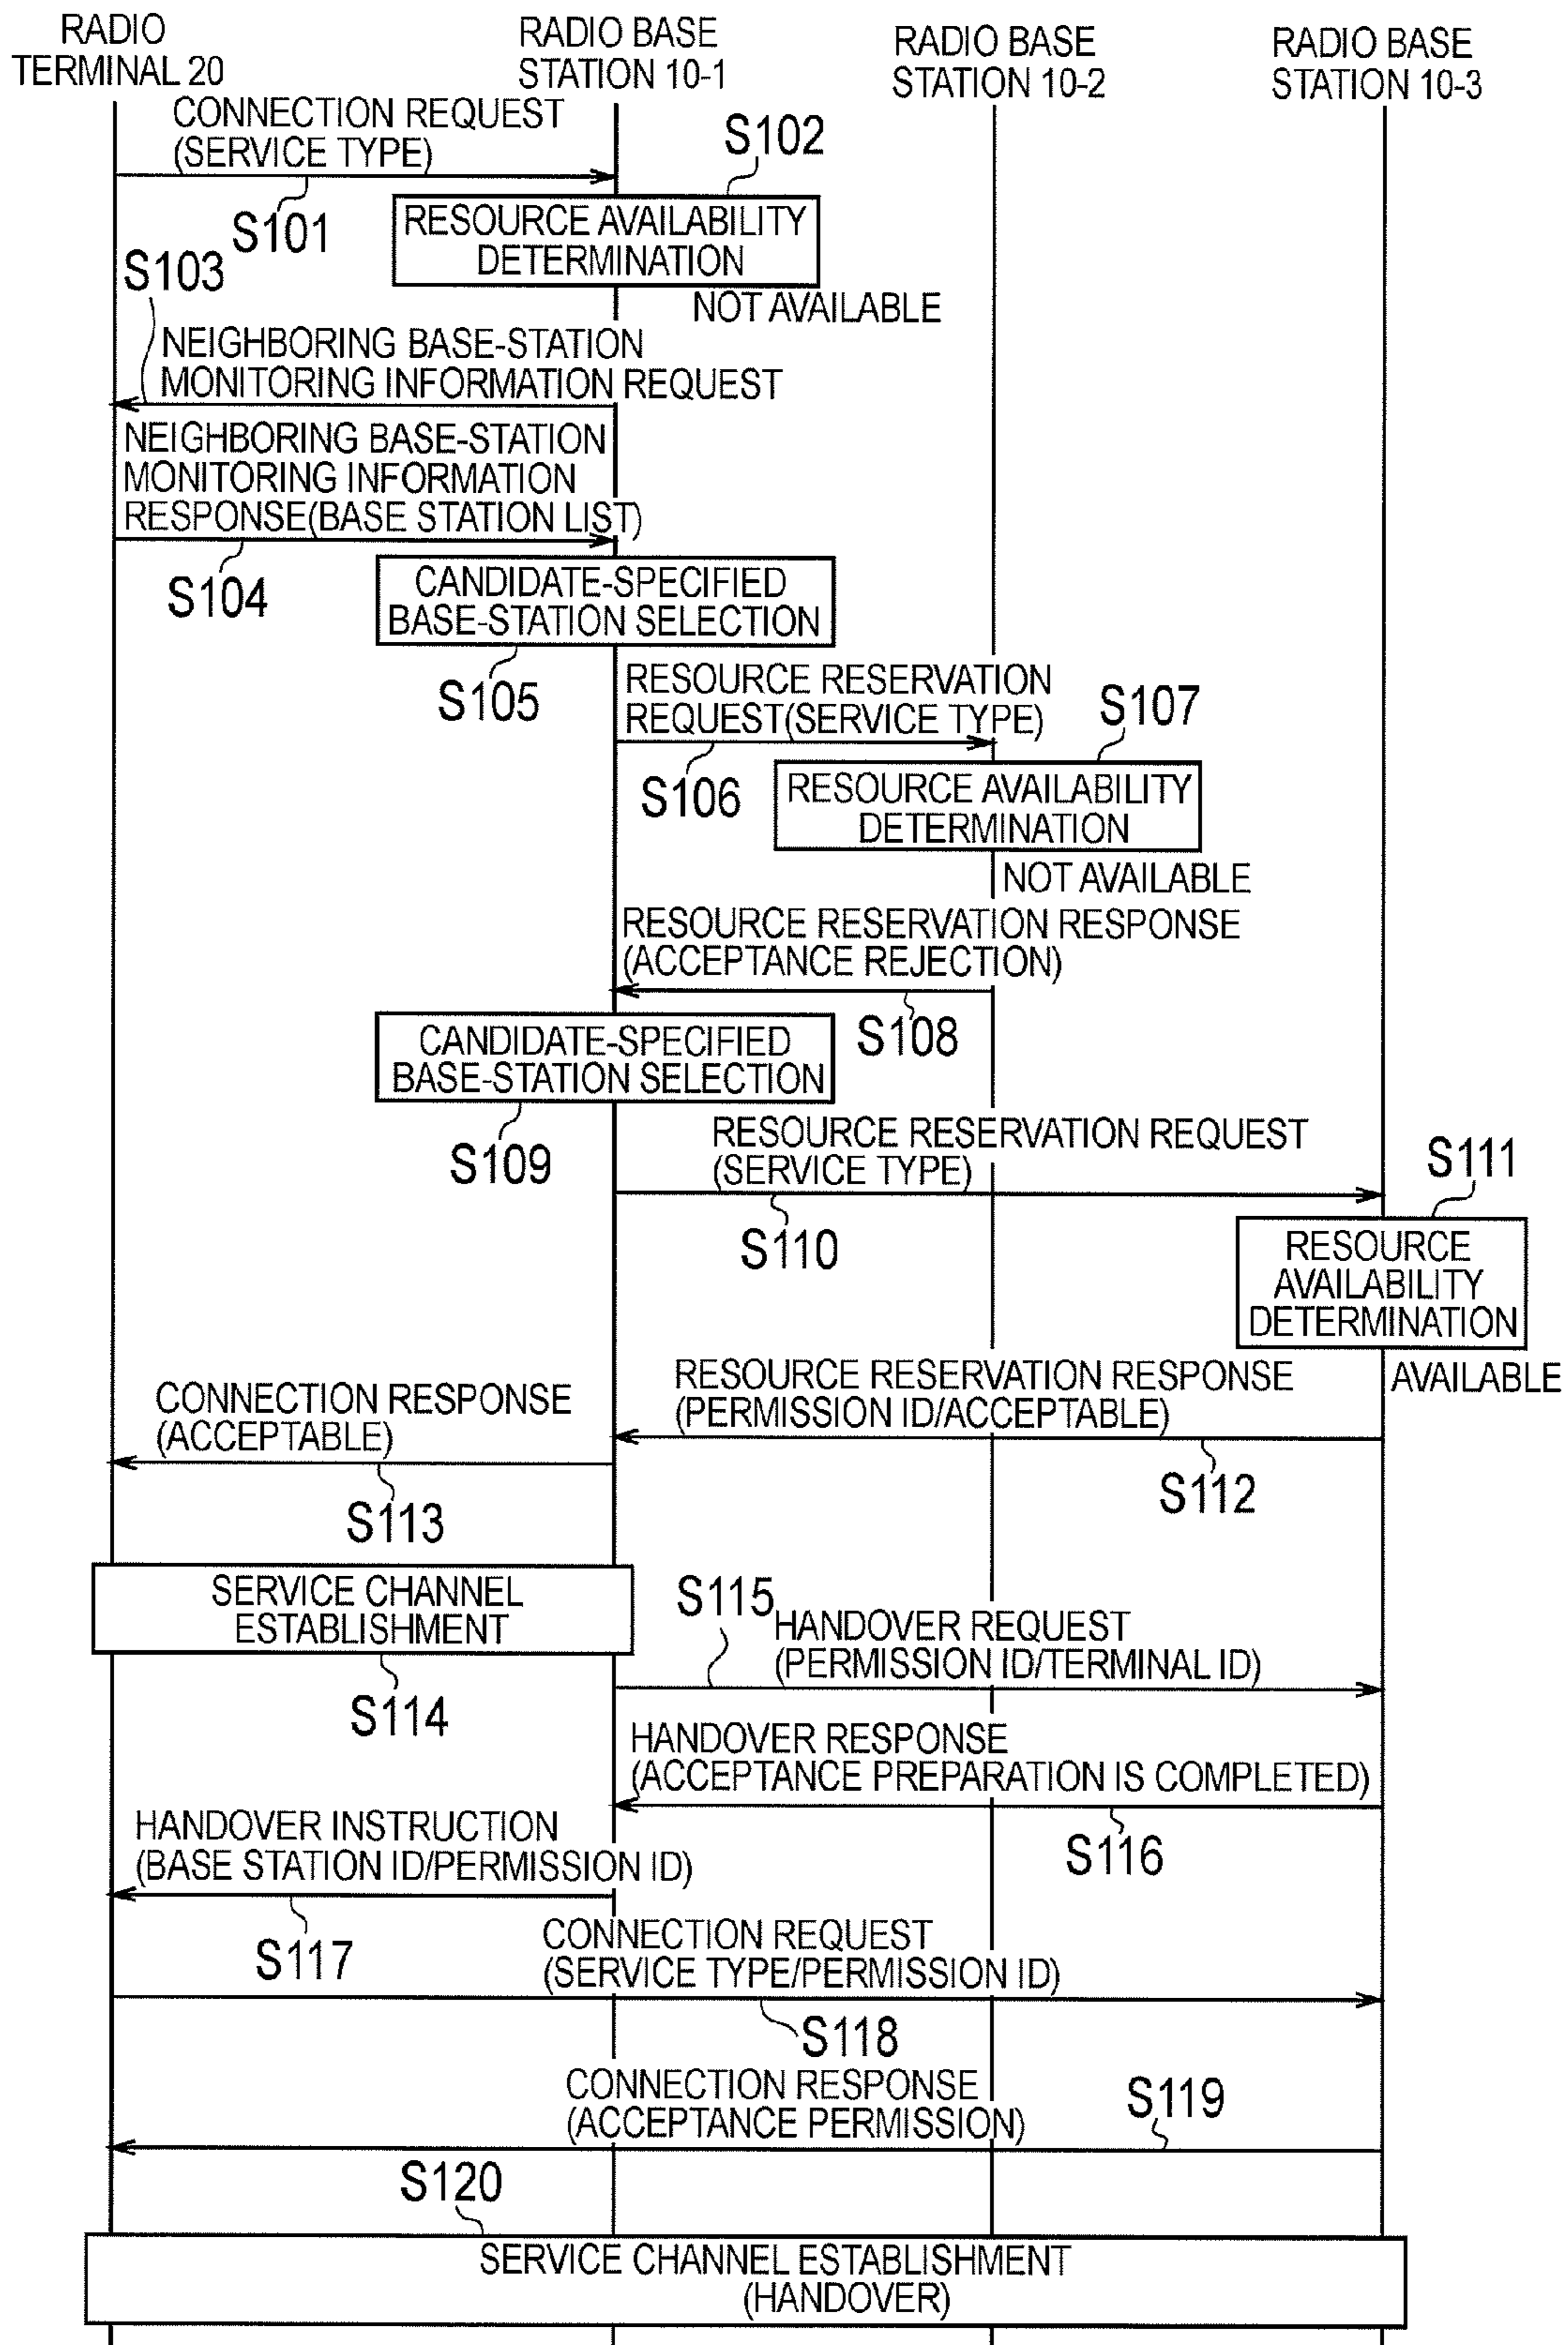 RADIO
TERMINAL 20
RADIO BASE
STATION 10-1
RADIO BASE
STATION 10-2
RADIO BASE
STATION 10-3
CONNECTION REQUEST
(SERVICE TYPE)
S101
S102
RESOURCE AVAILABILITY
DETERMINATION
NOT AVAILABLE
S103
NEIGHBORING BASE-STATION
MONITORING INFORMATION REQUEST
NEIGHBORING BASE-STATION
MONITORING INFORMATION
RESPONSE(BASE STATION LIST)
S104
CANDIDATE-SPECIFIED
BASE-STATION SELECTION
S105
RESOURCE RESERVATION
REQUEST(SERVICE TYPE)
S106
S107
RESOURCE AVAILABILITY
DETERMINATION
NOT AVAILABLE
RESOURCE RESERVATION RESPONSE
(ACCEPTANCE REJECTION)
S108
CANDIDATE-SPECIFIED
BASE-STATION SELECTION
S109
RESOURCE RESERVATION REQUEST
(SERVICE TYPE)
S110
S111
RESOURCE
AVAILABILITY
DETERMINATION
AVAILABLE
RESOURCE RESERVATION RESPONSE
(PERMISSION ID/ACCEPTABLE)
S112
CONNECTION RESPONSE
(ACCEPTABLE)
S113
SERVICE CHANNEL
ESTABLISHMENT
S114
S115
HANDOVER REQUEST
(PERMISSION ID/TERMINAL ID)
HANDOVER RESPONSE
(ACCEPTANCE PREPARATION IS COMPLETED)
S116
HANDOVER INSTRUCTION
(BASE STATION ID/PERMISSION ID)
S117
CONNECTION REQUEST
(SERVICE TYPE/PERMISSION ID)
S118
CONNECTION RESPONSE
(ACCEPTANCE PERMISSION)
S119
S120
SERVICE CHANNEL ESTABLISHMENT
(HANDOVER)